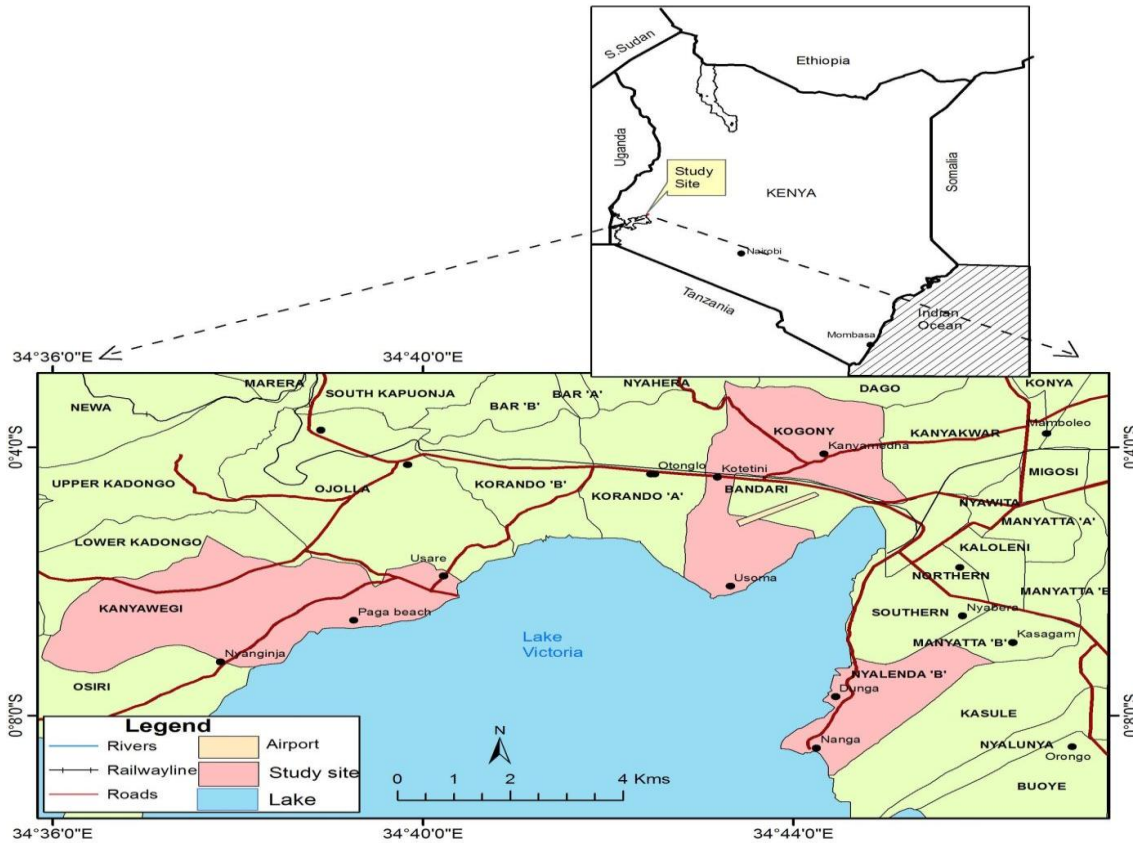 S.Sudan
Ethiopia
Uganda
Somalia
Study
Site
KENYA
Nairobi
Tanzania
Indian
Ocean
Mombasa
34°36'0"E
34°40'0"E
MARERA
NYAHERA
DAGO
KONYA
NEWA
SOUTH KAPUONJA
BAR 'B'
BAR 'A'
KOGONY
KANYAKWAR
Mamboleo
Kanyamedha
0°4'0"S
0°4'0"S
UPPER KADONGO
OJOLLA
KORANDO 'B'
Otonglo
Kotetini
MIGOSI
KORANDO 'A'
BANDARI
NYAWITA
MANYATTA 'A'
LOWER KADONGO
KALOLENI
Usare
NORTHERN
Usoma
KANYAWEGI
Paga beach
SOUTHERN
Nyabera
MANYATTA 'B'
Lake
Victoria
MANYATTA 'B'
Kasagam
Nyanginja
NYALENDA 'B'
OSIRI
Dunga
KASULE
0°8'0"S
0°8'0"S
Nanga
NYALUNYA
Orongo
BUOYE
Legend
Rivers
Railwayline
Roads
Airport
Study site
Lake
N
0 1 2 4 Kms
34°36'0"E
34°40'0"E
34°44'0"E